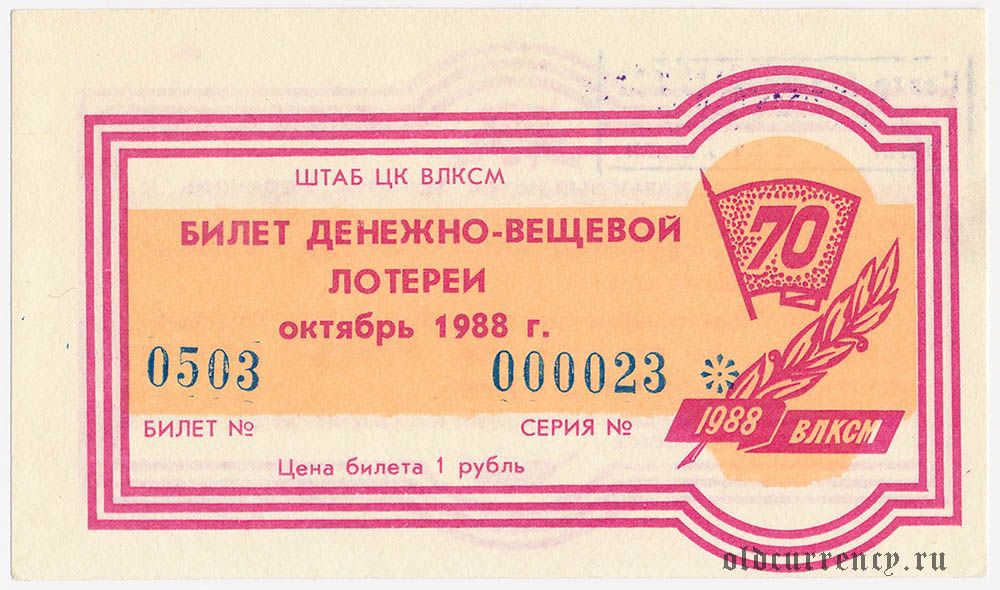 ШТАБ ЦК ВЛКСМ
БИЛЕТ ДЕНЕЖНО-ВЕЩЕВОЙ
ЛОТЕРЕИ
октябрь 1988 г.
0503 000023 *
БИЛЕТ № СЕРИЯ №
Цена билета 1 рубль
70
1988 ВЛКСМ
oldcurrency.ru